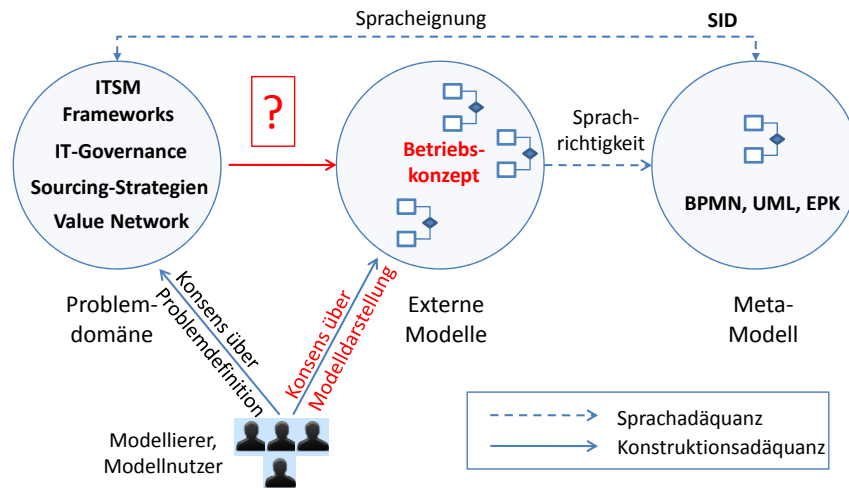 Spracheignung
SID
ITSM
Frameworks
IT-Governance
Sourcing-Strategien
Value Network
?
Betriebs-
konzept
Sprach-
richtigkeit
BPMN, UML, EPK
Problem-
domäne
Externe
Modelle
Meta-
Modell
Konsens über
Problemdefinition
Konsens über
Modelldarstellung
Modellierer,
Modellnutzer
Sprachadäquanz
Konstruktionsadäquanz